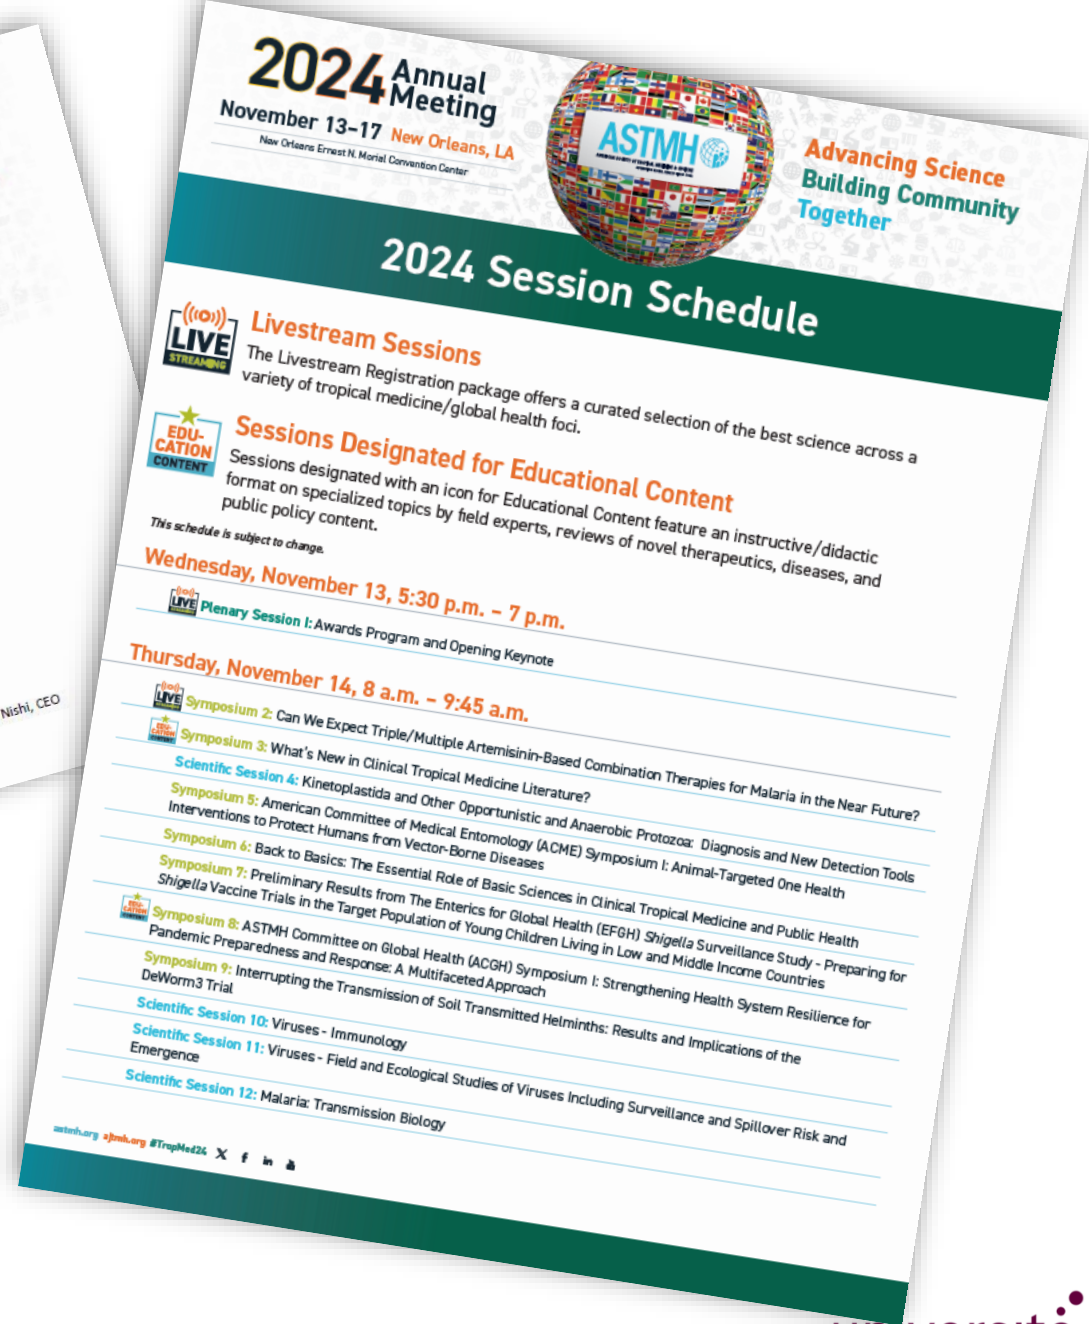 2024 Annual
Meeting
November 13–17 New Orleans, LA
New Orleans Ernest N. Morial Convention Center
ASTMH
Advancing Science
Building Community
Together
2024 Session Schedule
LIVE
STREAMING
Livestream Sessions
The Livestream Registration package offers a curated selection of the best science across a
variety of tropical medicine/global health foci.
EDU-
CATION
CONTENT
Sessions Designated for Educational Content
Sessions designated with an icon for Educational Content feature an instructive/didactic
format on specialized topics by field experts, reviews of novel therapeutics, diseases, and
public policy content.
This schedule is subject to change.
Wednesday, November 13, 5:30 p.m. – 7 p.m.
LIVE
Plenary Session I: Awards Program and Opening Keynote
Thursday, November 14, 8 a.m. – 9:45 a.m.
LIVE
Symposium 2: Can We Expect Triple/Multiple Artemisinin-Based Combination Therapies for Malaria in the Near Future?
EDU-
CATION
CONTENT
Symposium 3: What's New in Clinical Tropical Medicine Literature?
Scientific Session 4: Kinetoplastida and Other Opportunistic and Anaerobic Protozoa: Diagnosis and New Detection Tools
Symposium 5: American Committee of Medical Entomology (ACME) Symposium I: Animal-Targeted One Health
Interventions to Protect Humans from Vector-Borne Diseases
Symposium 6: Back to Basics: The Essential Role of Basic Sciences in Clinical Tropical Medicine and Public Health
Symposium 7: Preliminary Results from The Enterics for Global Health (EFGH) Shigella Surveillance Study - Preparing for
Shigella Vaccine Trials in the Target Population of Young Children Living in Low and Middle Income Countries
EDU-
CATION
CONTENT
Symposium 8: ASTMH Committee on Global Health (ACGH) Symposium I: Strengthening Health System Resilience for
Pandemic Preparedness and Response: A Multifaceted Approach
Symposium 9: Interrupting the Transmission of Soil Transmitted Helminths: Results and Implications of the
DeWorm3 Trial
Scientific Session 10: Viruses - Immunology
Scientific Session 11: Viruses - Field and Ecological Studies of Viruses Including Surveillance and Spillover Risk and
Emergence
Scientific Session 12: Malaria: Transmission Biology
astmh.org ajtmh.org #TropMed24
Nishi, CEO